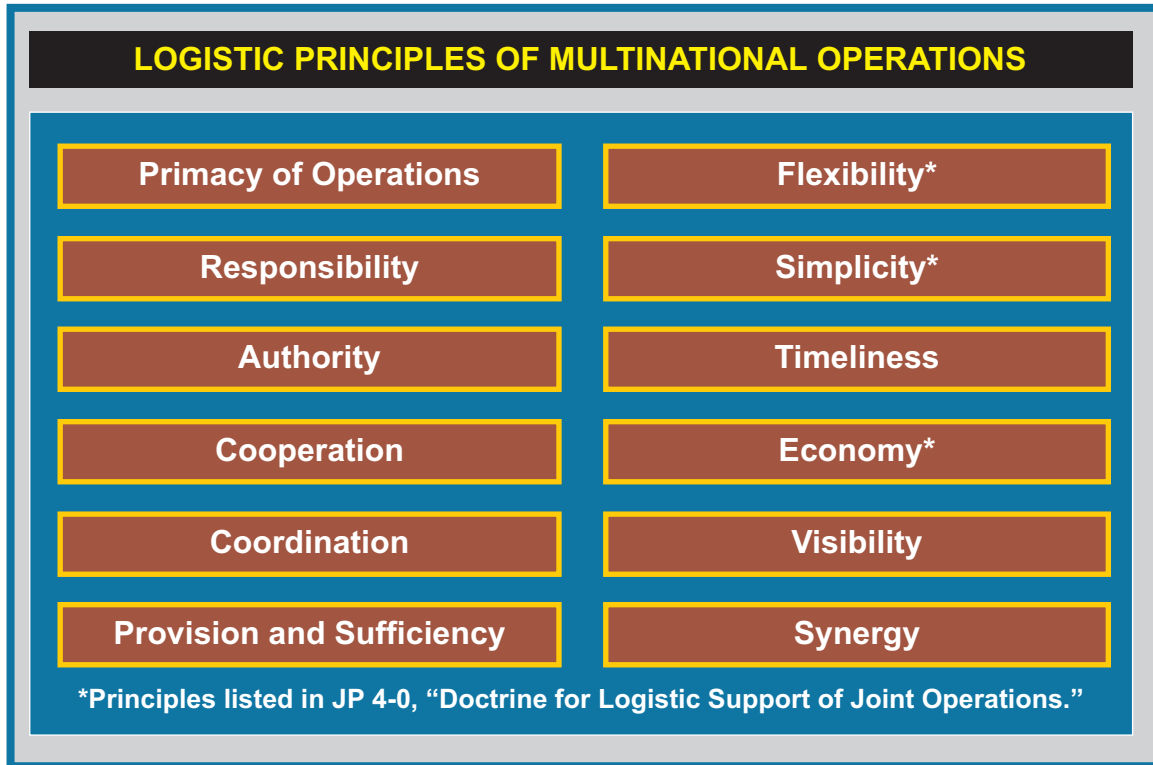 LOGISTIC PRINCIPLES OF MULTINATIONAL OPERATIONS
Primacy of Operations
Responsibility
Authority
Cooperation
Coordination
Provision and Sufficiency
Flexibility*
Simplicity*
Timeliness
Economy*
Visibility
Synergy
*Principles listed in JP 4-0, “Doctrine for Logistic Support of Joint Operations.”